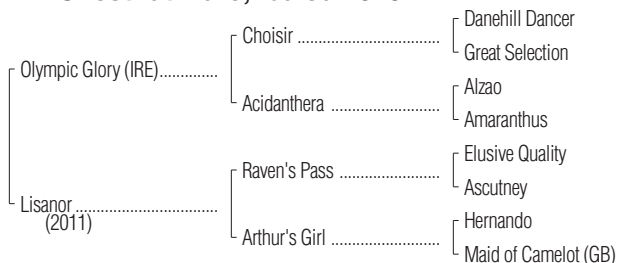 Danehill Dancer
Choisir ..................................
Great Selection
Olympic Glory (IRE)..............
Alzao
Acidanthera ..........................
Amaranthus
Elusive Quality
Raven's Pass ........................
Ascutney
Lisanor..................................
(2011)
Hernando
Arthur's Girl ..........................
Maid of Camelot (GB)